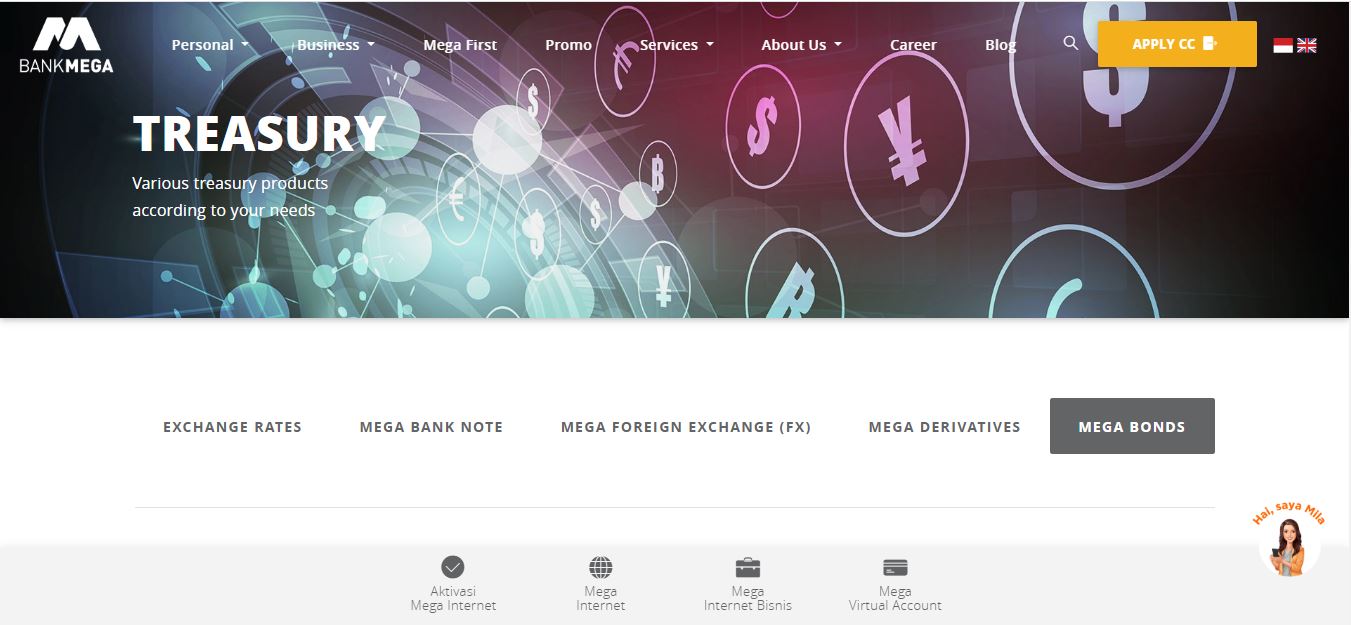 BANKMEGA
Personal Business Mega First Promo Services About Us Career Blog APPLY CC
TREASURY
Various treasury products
according to your needs
EXCHANGE RATES MEGA BANK NOTE MEGA FOREIGN EXCHANGE (FX) MEGA DERIVATIVES MEGA BONDS
Hai, saya Mila
Aktivasi
Mega Internet
Mega
Internet
Mega
Internet Bisnis
Mega
Virtual Account